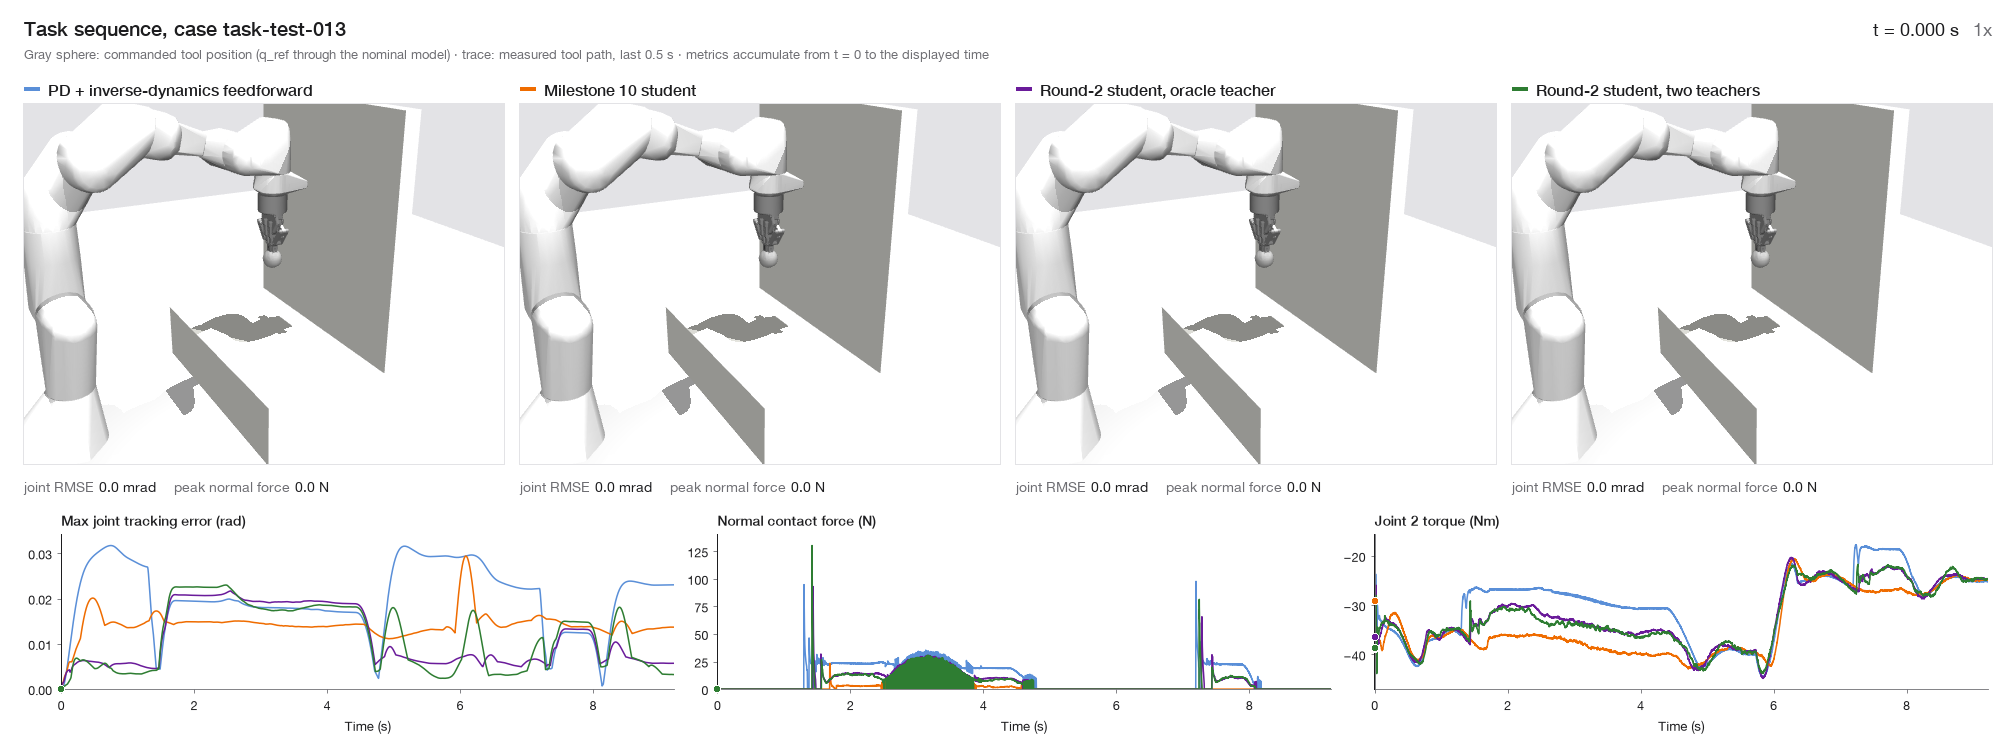 Task sequence, case task-test-013
t = 0.000 s 1x
Gray sphere: commanded tool position (q_ref through the nominal model) · trace: measured tool path, last 0.5 s · metrics accumulate from t = 0 to the displayed time
PD + inverse-dynamics feedforward
Milestone 10 student
Round-2 student, oracle teacher
Round-2 student, two teachers
joint RMSE 0.0 mrad peak normal force 0.0 N
joint RMSE 0.0 mrad peak normal force 0.0 N
joint RMSE 0.0 mrad peak normal force 0.0 N
joint RMSE 0.0 mrad peak normal force 0.0 N
Max joint tracking error (rad)
0.03
0.02
0.01
0.00
0 2 4 6 8
Time (s)
Normal contact force (N)
125
100
75
50
25
0
0 2 4 6 8
Time (s)
Joint 2 torque (Nm)
−20
−30
−40
0 2 4 6 8
Time (s)